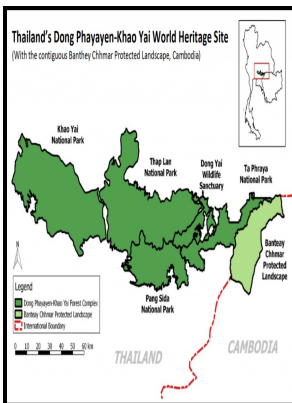 Thailand's Dong Phayayen-Khao Yai World Heritage Site
(With the contiguous Banthey Chhmar Protected Landscape, Cambodia)
Khao Yai
National Park
Thap Lan
National Park
Dong Yai
Wildlife
Sanctuary
Ta Phraya
National Park
Banteay
Chhmar
Protected
Landscape
Pang Sida
National Park
N
Legend
Dong Phayayen-Khao Yai Forest Complex
Banteay Chhmar Protected Landscape
International Boundary
0 10 20 30 40 50 60 km
THAILAND
CAMBODIA